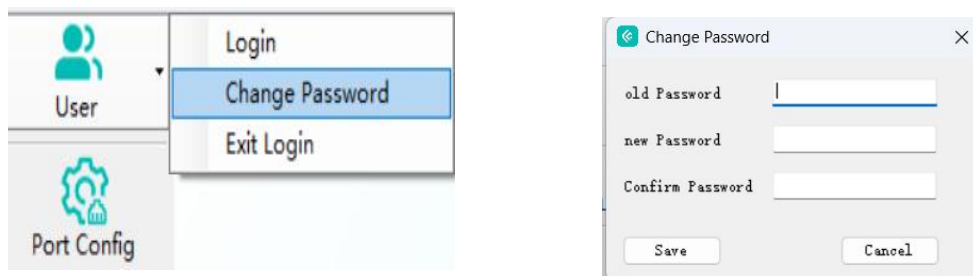 Login
Change Password
User
Exit Login
Port Config
Change Password
old Password
new Password
Confirm Password
Save
Cancel